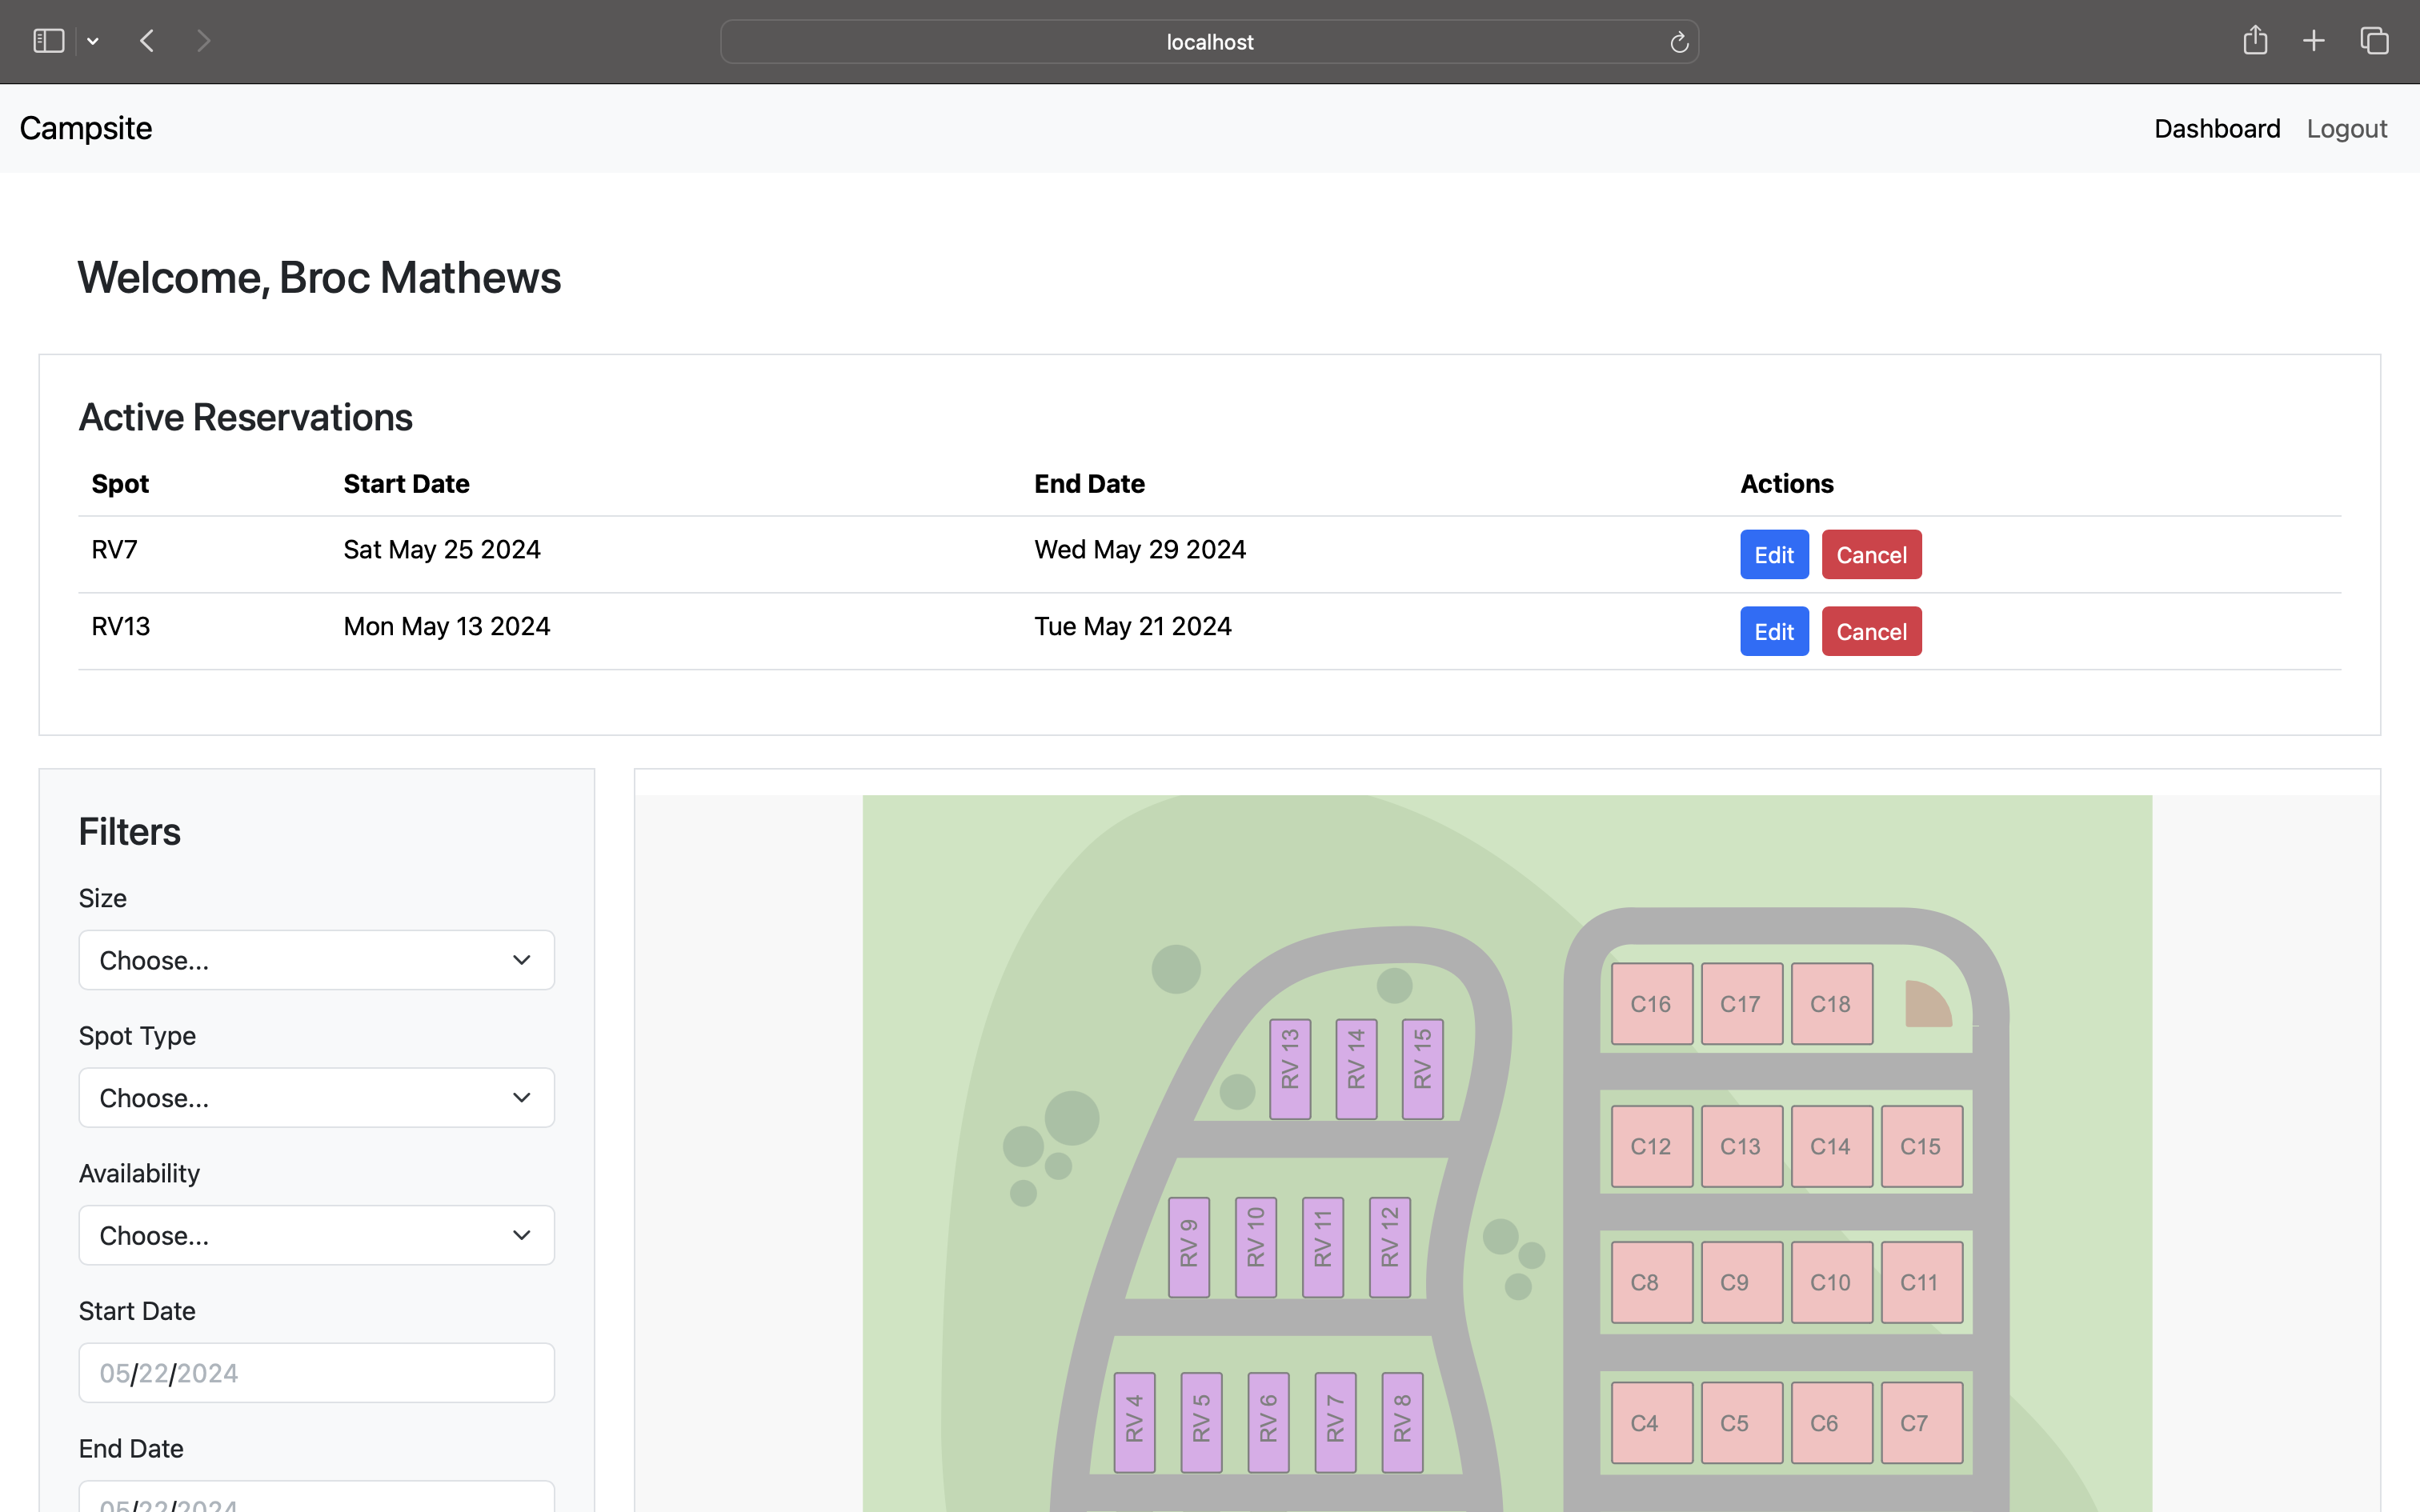 localhost
Campsite
Dashboard Logout
Welcome, Broc Mathews
Active Reservations
Spot Start Date End Date Actions
RV7 Sat May 25 2024 Wed May 29 2024 Edit Cancel
RV13 Mon May 13 2024 Tue May 21 2024 Edit Cancel
Filters
Size
Choose...
Spot Type
Choose...
Availability
Choose...
Start Date
05/22/2024
End Date
05/22/2024
RV 13 RV 14 RV 15
RV 9 RV 10 RV 11 RV 12
RV 4 RV 5 RV 6 RV 7 RV 8
C16 C17 C18
C12 C13 C14 C15
C8 C9 C10 C11
C4 C5 C6 C7